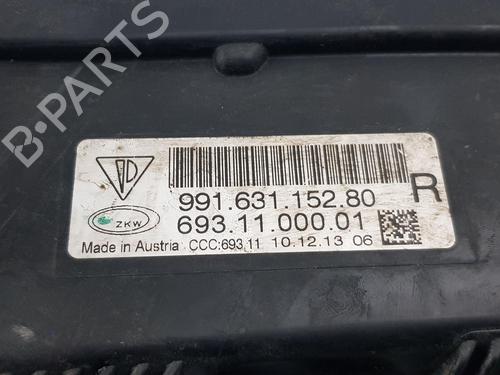 B-PARTS
991.631.152.80 R
ZKW
693.11.000.01
Made in Austria CCC:693.11 10.12.13 06